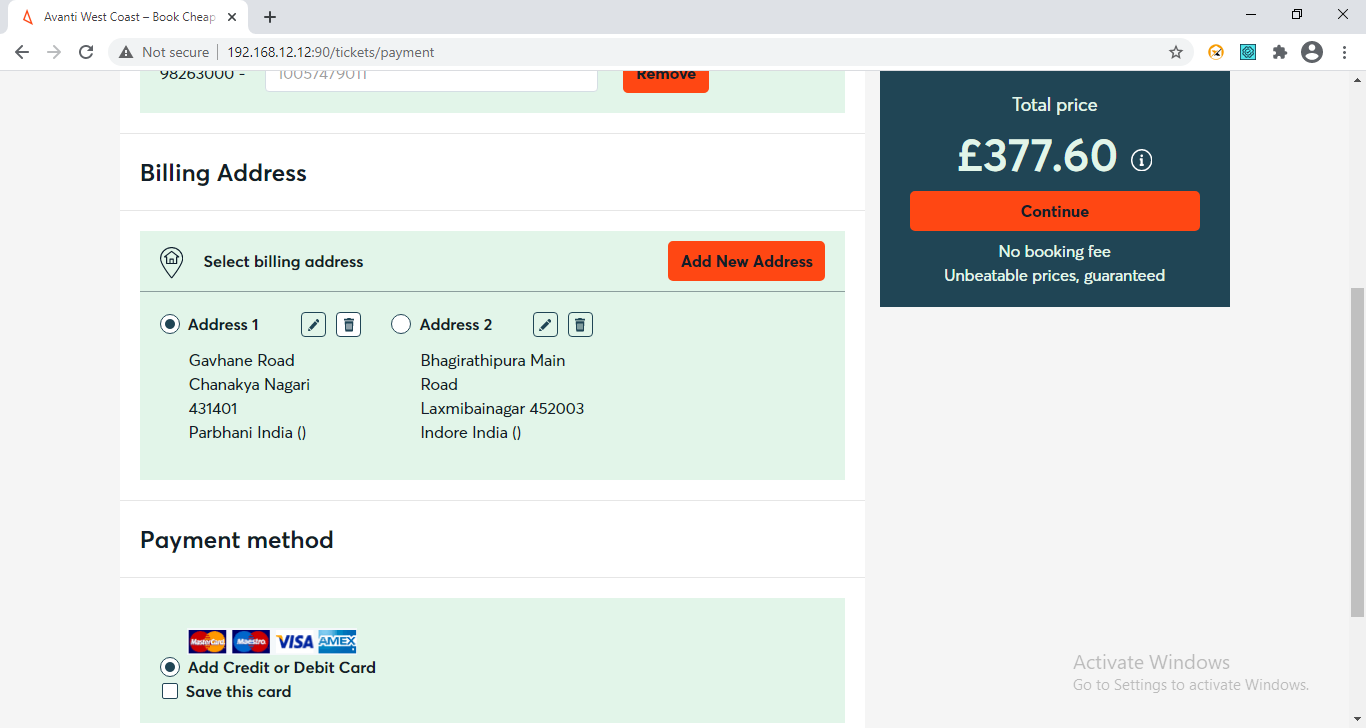 Avanti West Coast – Book Cheap
Not secure
192.168.12.12:90/tickets/payment
98263000 -
10057479011
Remove
Billing Address
Select billing address
Add New Address
Address 1
Gavhane Road
Chanakya Nagari
431401
Parbhani India ()
Address 2
Bhagirathipura Main
Road
Laxmibainagar 452003
Indore India ()
Payment method
MasterCard
Maestro
VISA
AMEX
Add Credit or Debit Card
Save this card
Total price
£377.60
Continue
No booking fee
Unbeatable prices, guaranteed
Activate Windows
Go to Settings to activate Windows.